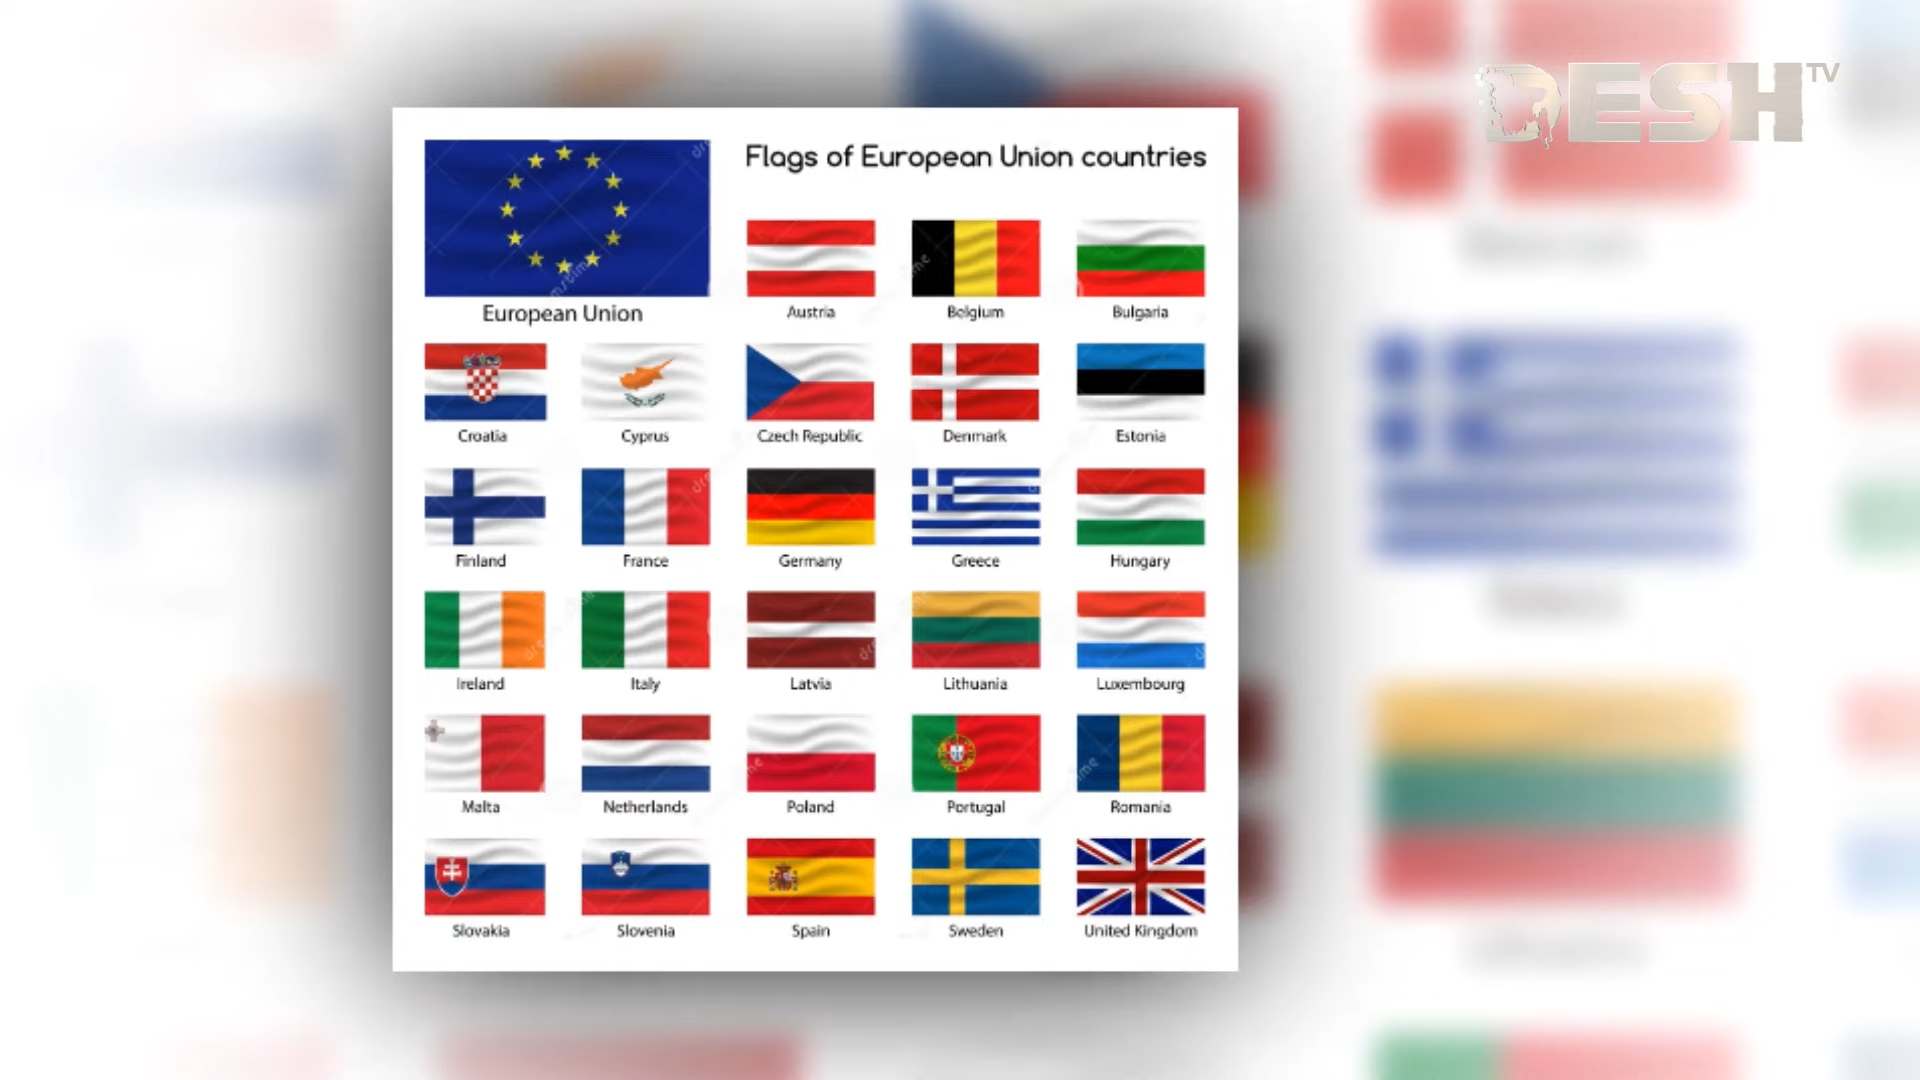 DESH TV
Flags of European Union countries
European Union
Austria
Belgium
Bulgaria
Croatia
Cyprus
Czech Republic
Denmark
Estonia
Finland
France
Germany
Greece
Hungary
Ireland
Italy
Latvia
Lithuania
Luxembourg
Malta
Netherlands
Poland
Portugal
Romania
Slovakia
Slovenia
Spain
Sweden
United Kingdom